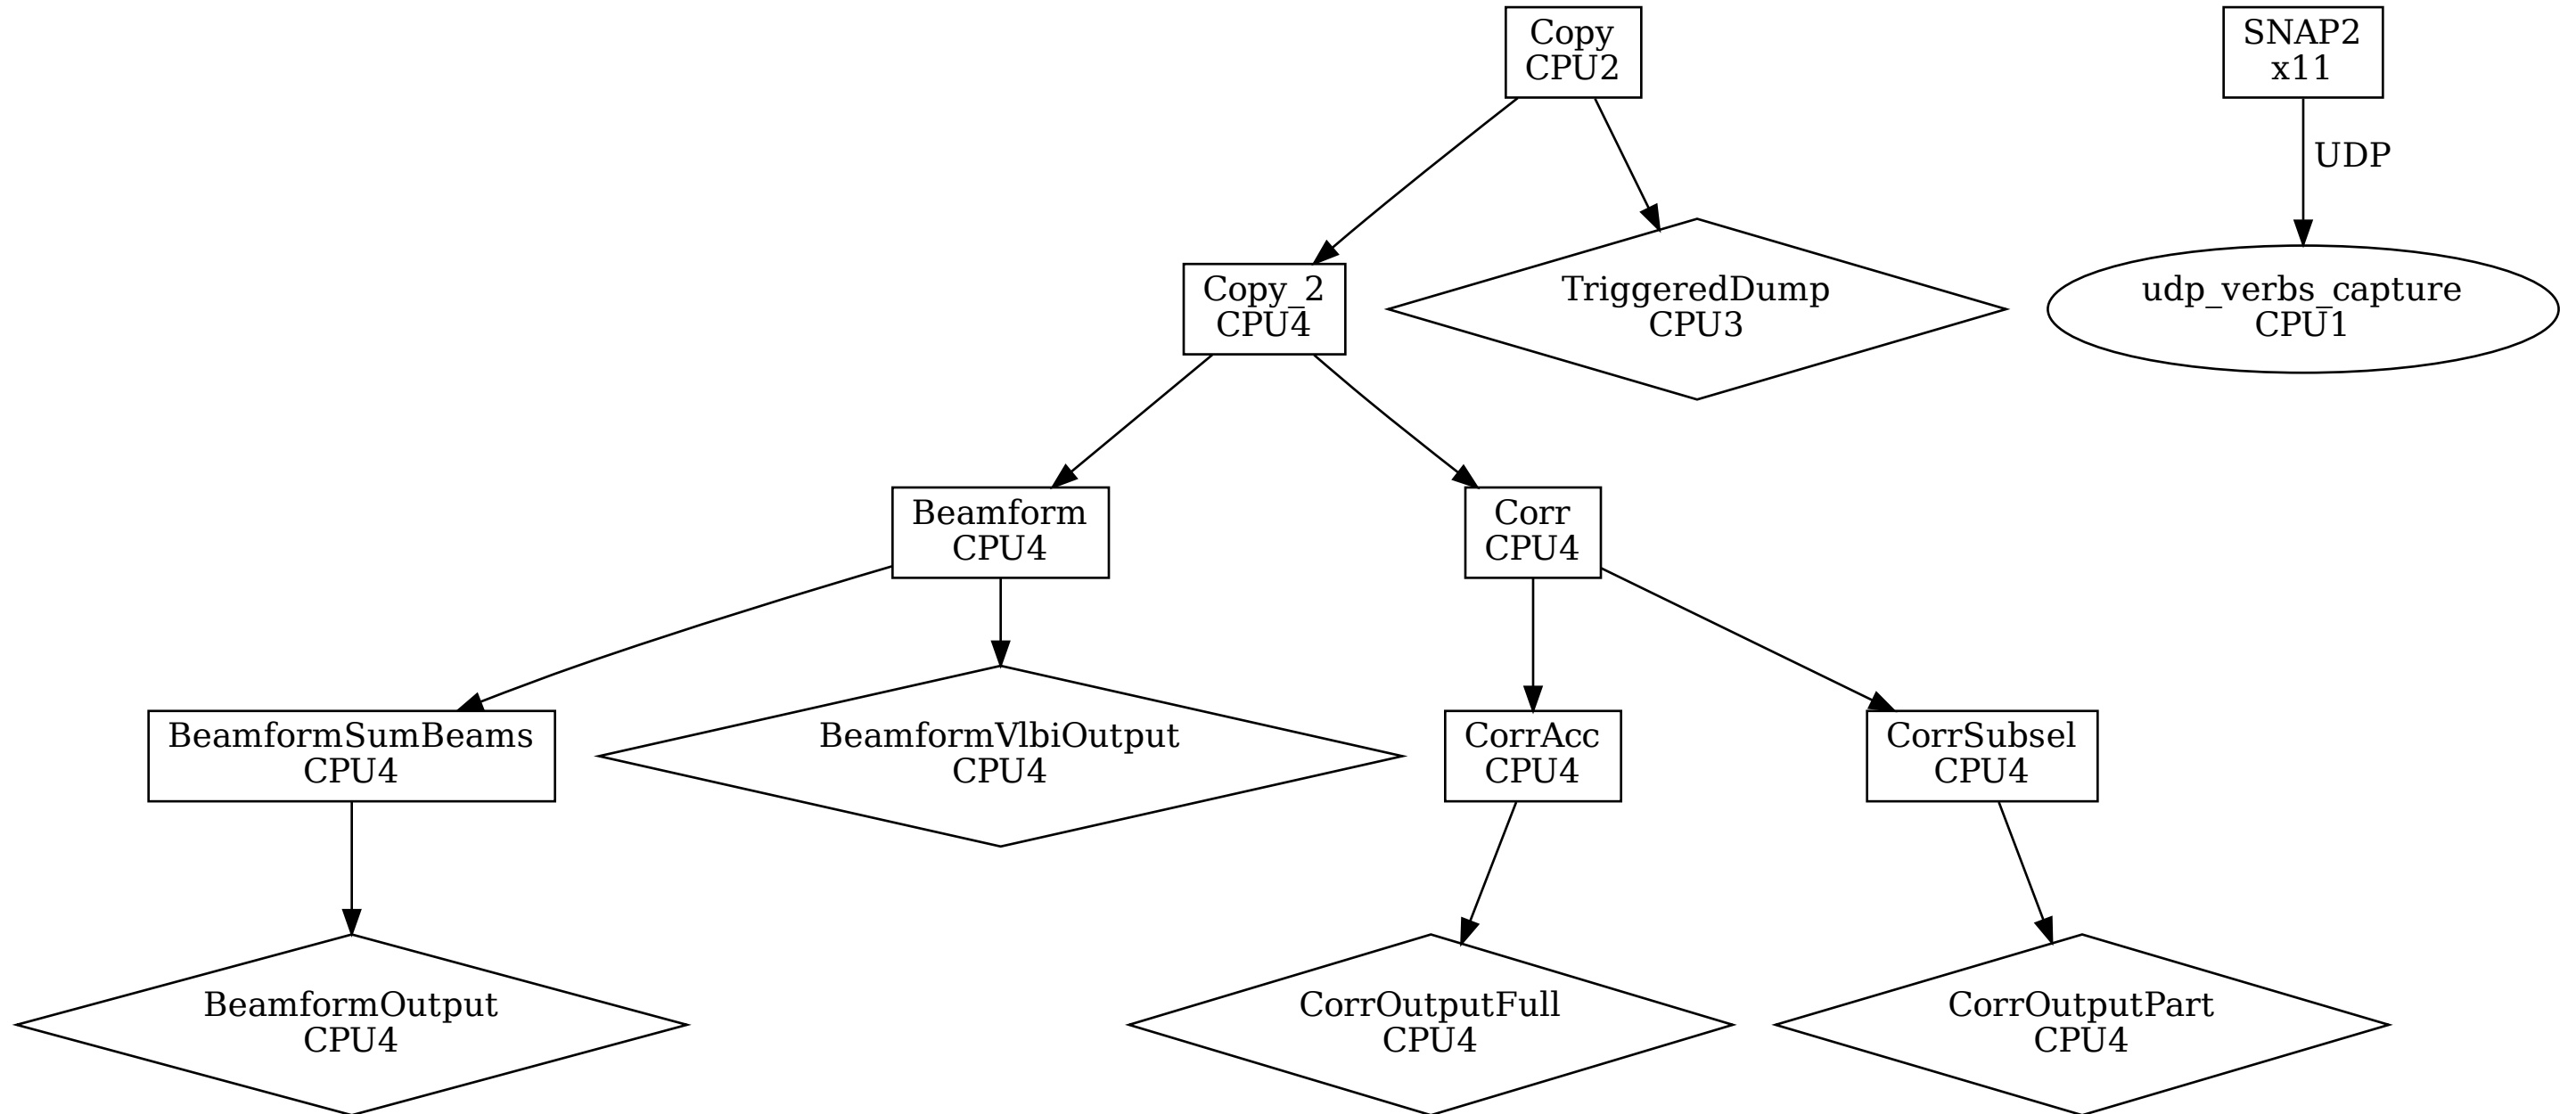 Copy
CPU2
SNAP2
x11
UDP
Copy_2
CPU4
TriggeredDump
CPU3
udp_verbs_capture
CPU1
Beamform
CPU4
Corr
CPU4
BeamformSumBeams
CPU4
BeamformVlbiOutput
CPU4
CorrAcc
CPU4
CorrSubsel
CPU4
BeamformOutput
CPU4
CorrOutputFull
CPU4
CorrOutputPart
CPU4